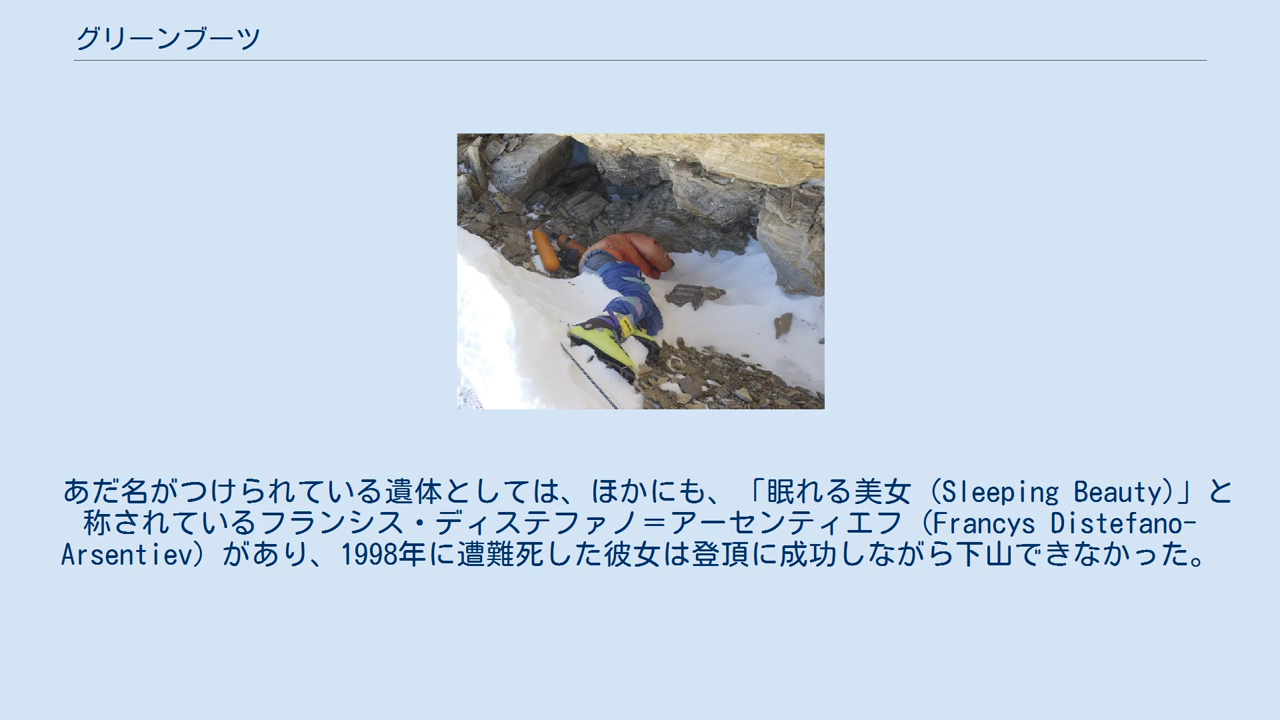 グリーンブーツ
あだ名がつけられている遺体としては、ほかにも、「眠れる美女（Sleeping Beauty)」と
称されているフランシス・ディステファノ＝アーセンティエフ（Francys Distefano-
Arsentiev）があり、1998年に遭難死した彼女は登頂に成功しながら下山できなかった。